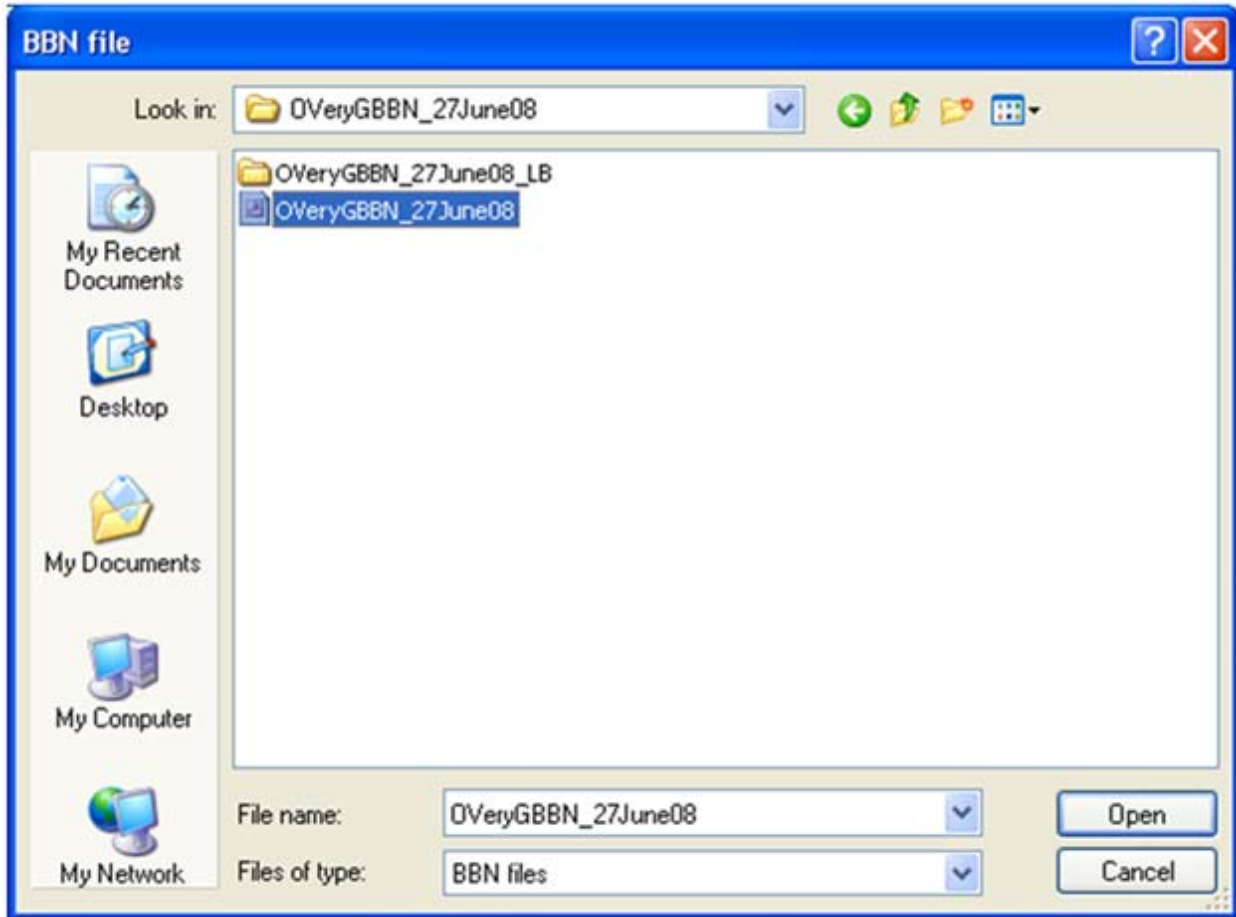 BBN file
Look in:
OVeryGBBN_27June08
OVeryGBBN_27June08_LB
OVeryGBBN_27June08
My Recent
Documents
Desktop
My Documents
My Computer
My Network
File name:
OVeryGBBN_27June08
Open
Files of type:
BBN files
Cancel